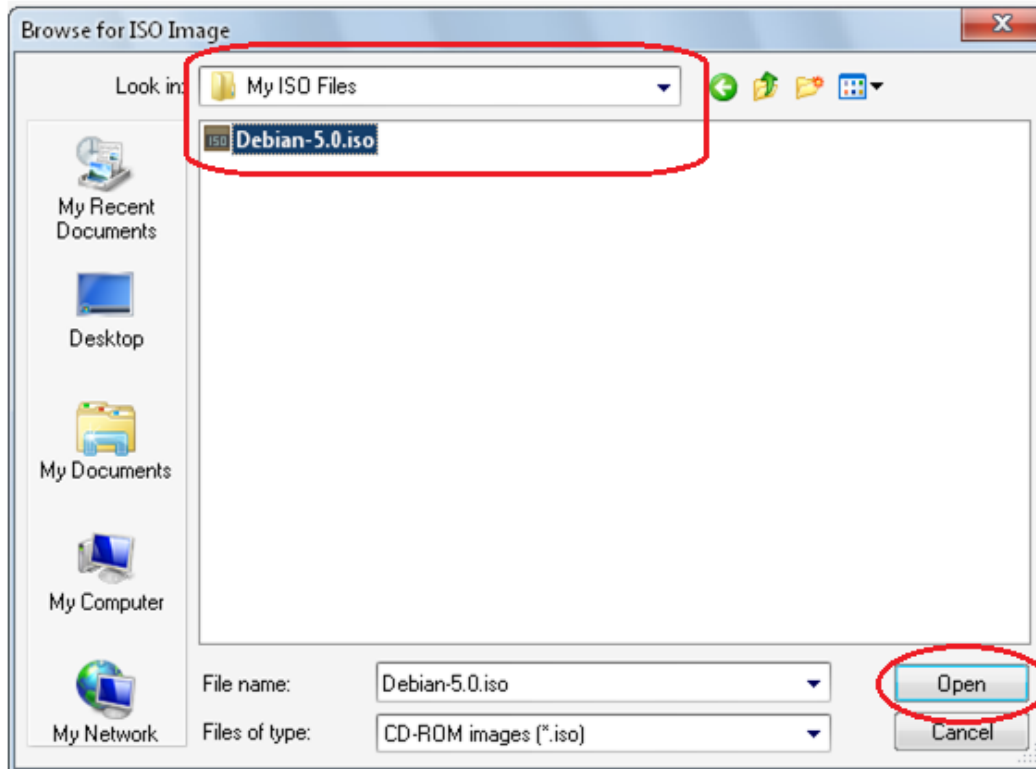 Browse for ISO Image
Look in:
My ISO Files
ISO Debian-5.0.iso
My Recent
Documents
Desktop
My Documents
My Computer
My Network
File name:
Debian-5.0.iso
Open
Files of type:
CD-ROM images (*.iso)
Cancel